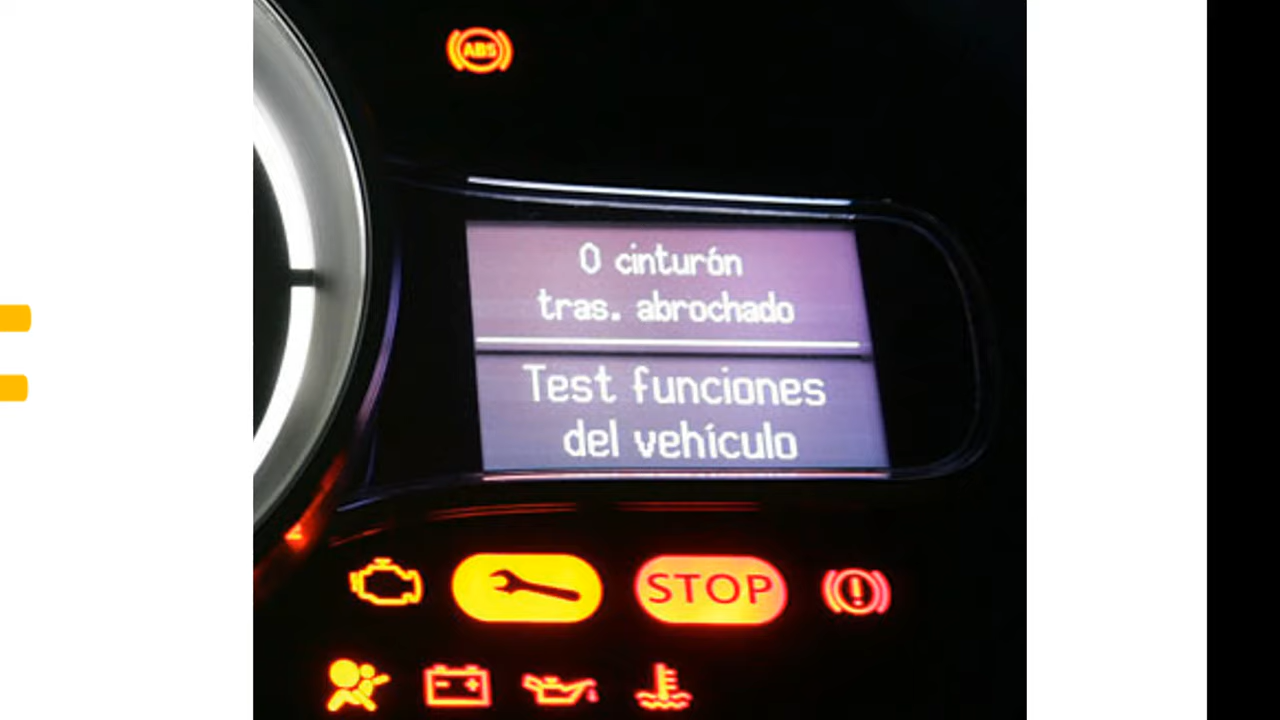 ABS
0 cinturón
tras. abrochado
Test funciones
del vehículo
STOP